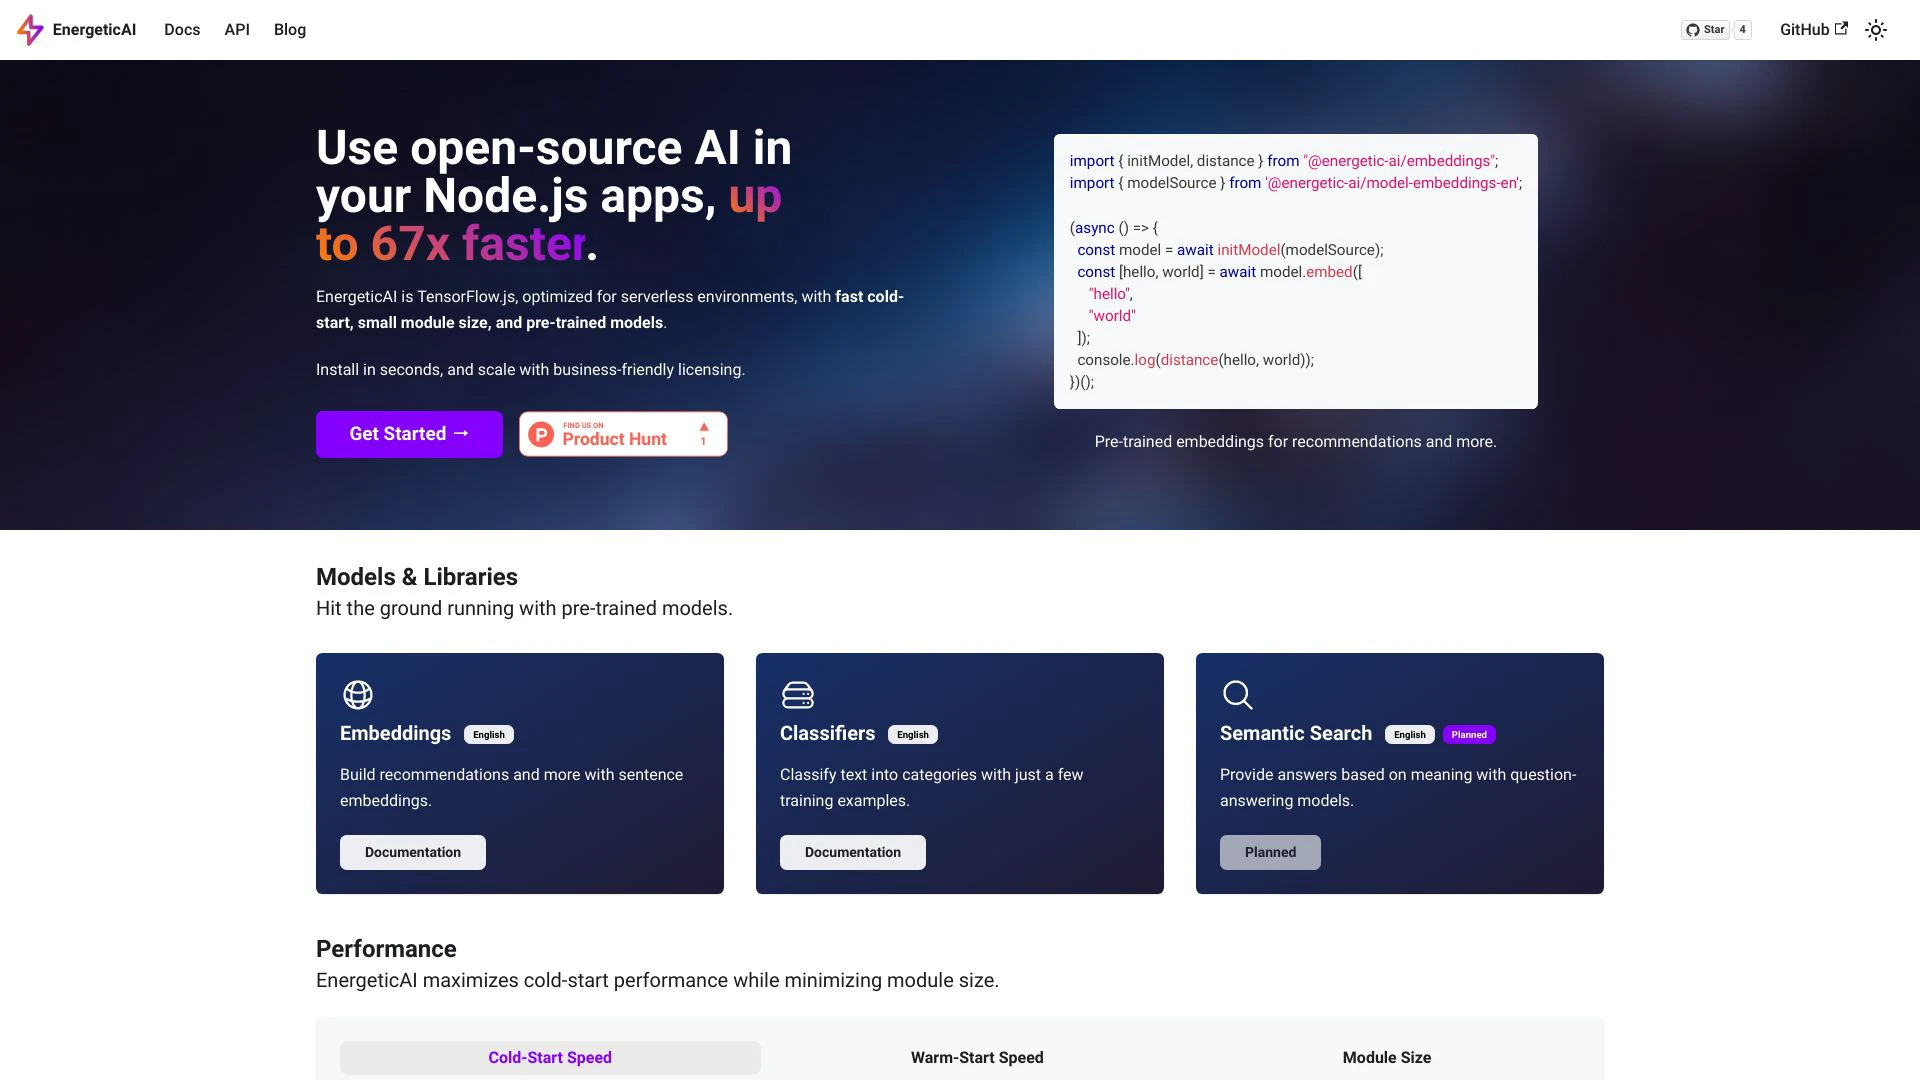 EnergeticAI Docs API Blog Star 4 GitHub
Use open-source AI in
your Node.js apps, up
to 67x faster.
EnergeticAI is TensorFlow.js, optimized for serverless environments, with fast cold-
start, small module size, and pre-trained models.
Install in seconds, and scale with business-friendly licensing.
Get Started →
FIND US ON
Product Hunt
▲
1
import { initModel, distance } from "@energetic-ai/embeddings";
import { modelSource } from '@energetic-ai/model-embeddings-en';
(async () => {
const model = await initModel(modelSource);
const [hello, world] = await model.embed([
"hello",
"world"
]);
console.log(distance(hello, world));
})();
Pre-trained embeddings for recommendations and more.
Models & Libraries
Hit the ground running with pre-trained models.
Embeddings English
Build recommendations and more with sentence
embeddings.
Documentation
Classifiers English
Classify text into categories with just a few
training examples.
Documentation
Semantic Search English Planned
Provide answers based on meaning with question-
answering models.
Planned
Performance
EnergeticAI maximizes cold-start performance while minimizing module size.
Cold-Start Speed Warm-Start Speed Module Size